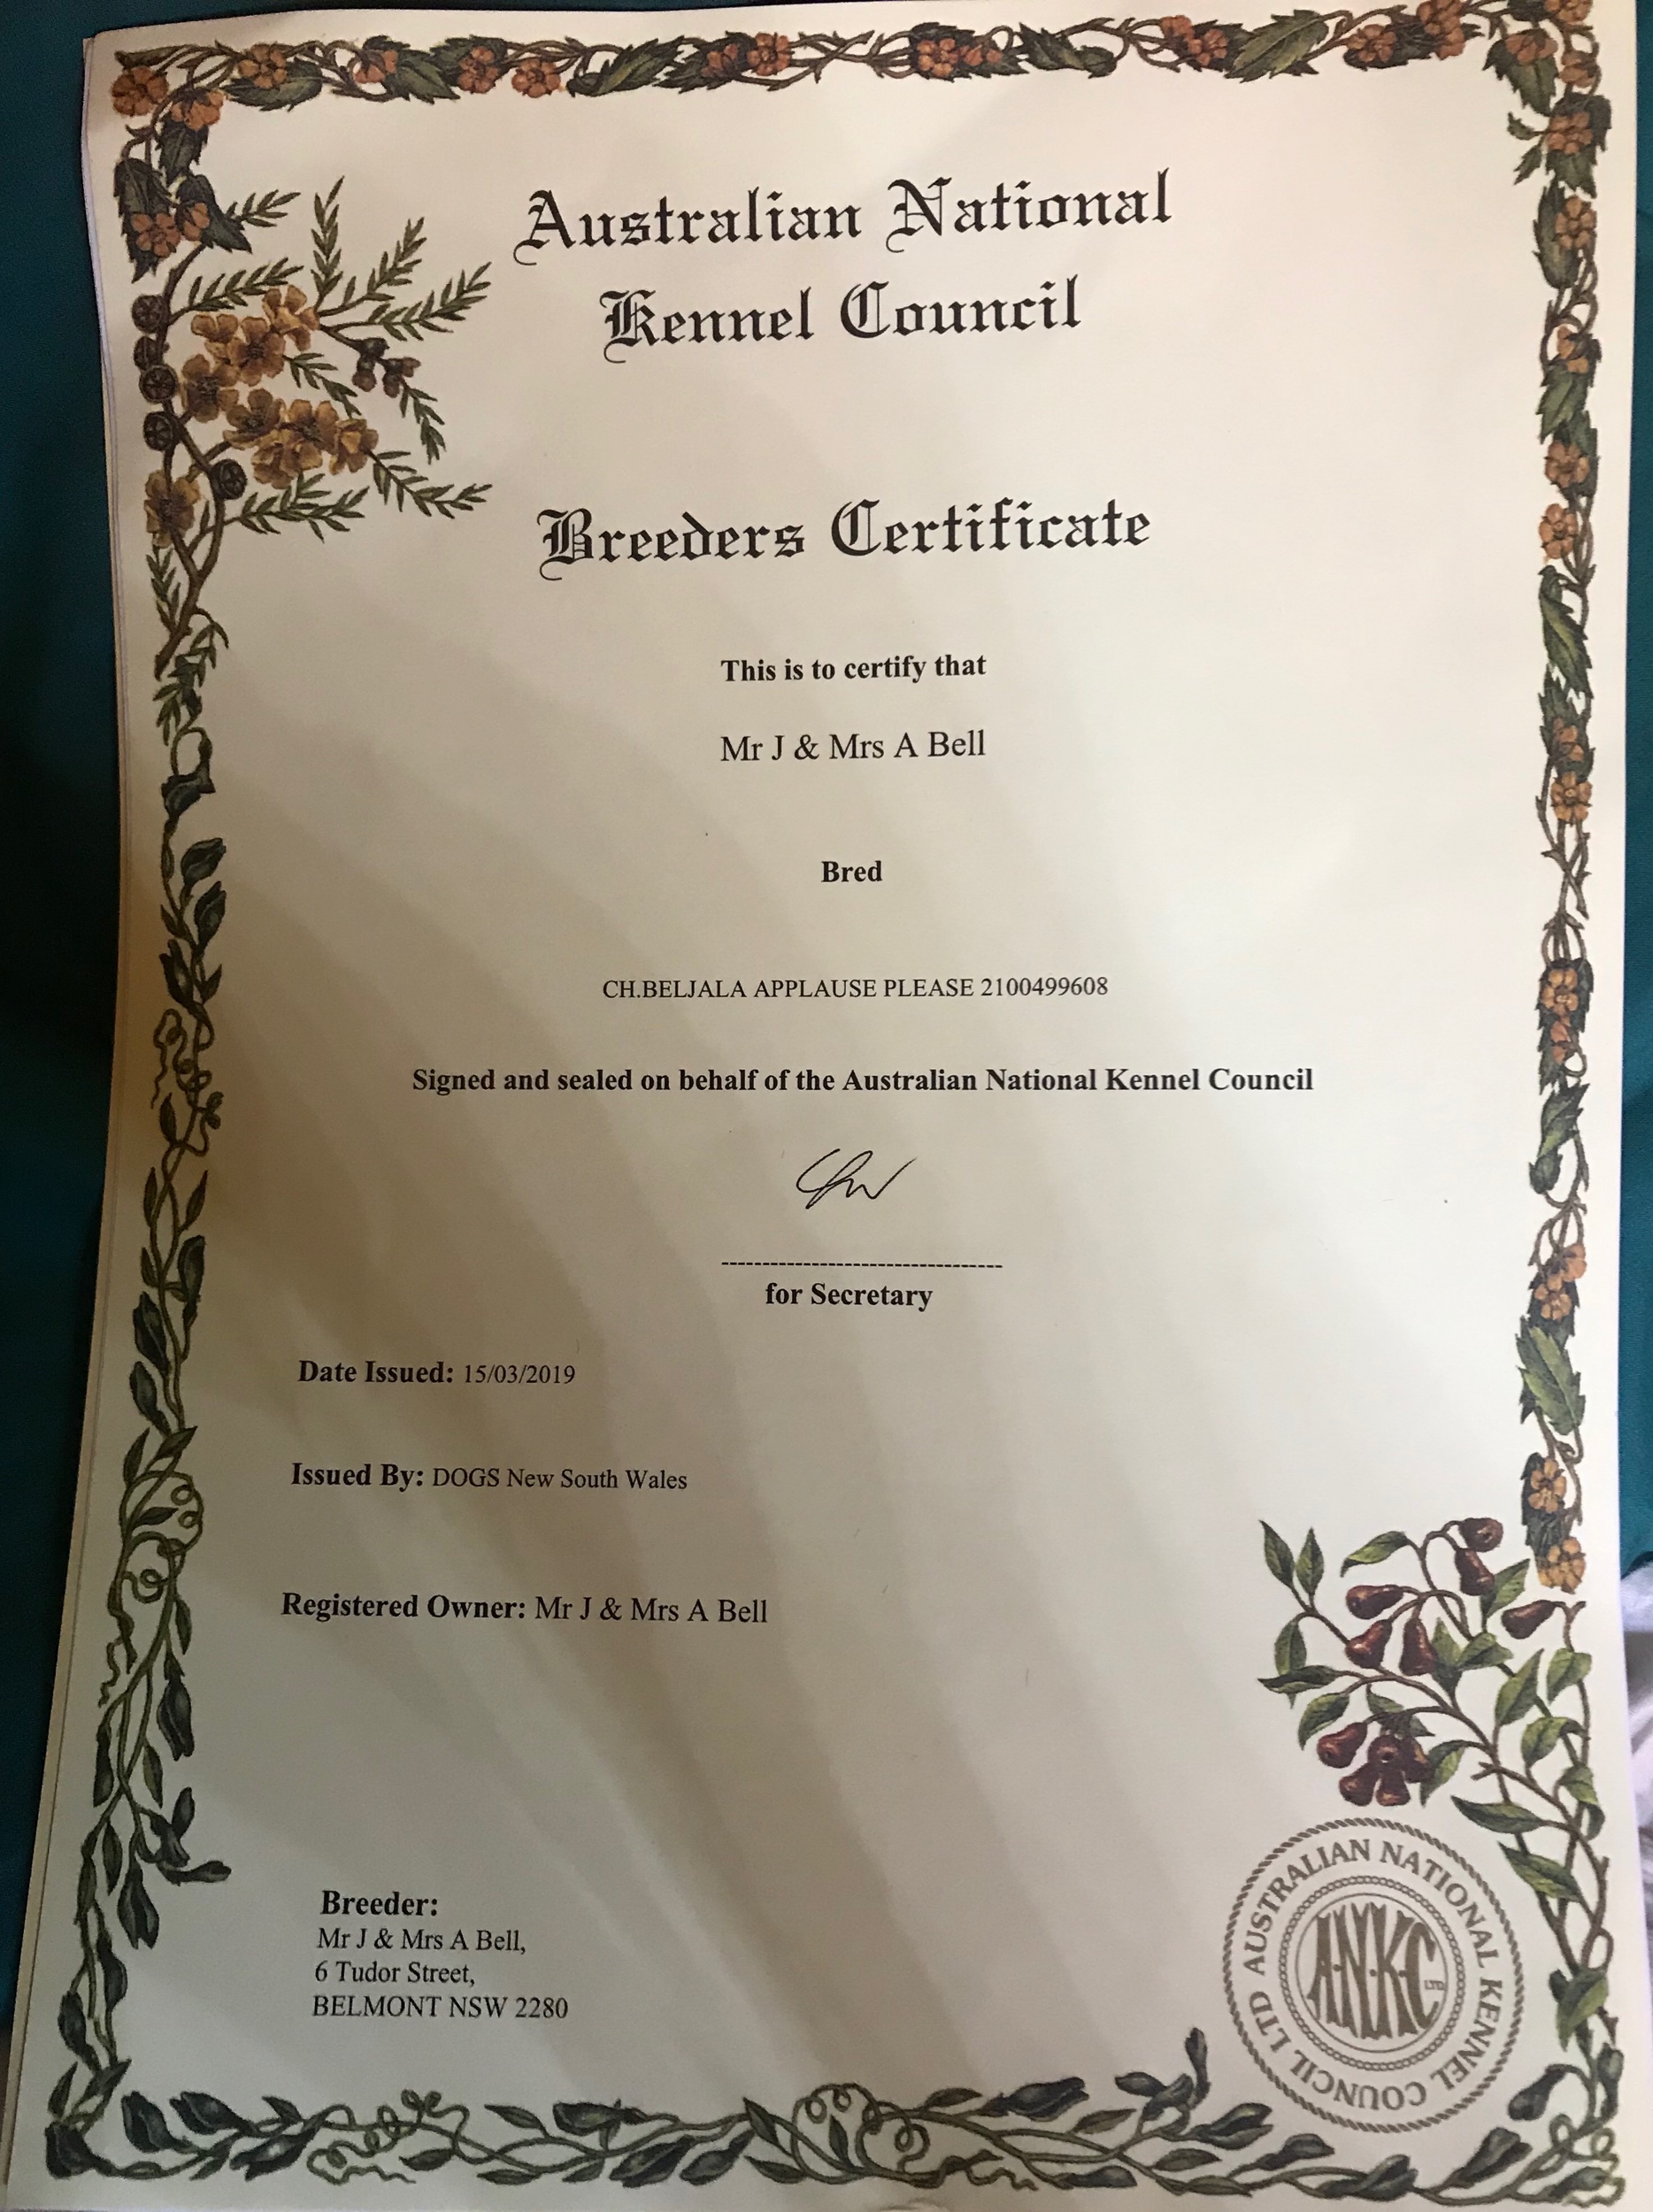 Australian National
Kennel Council
Breeders Certificate
This is to certify that
Mr J & Mrs A Bell
Bred
CH.BELJALA APPLAUSE PLEASE 2100499608
Signed and sealed on behalf of the Australian National Kennel Council
----------------------------------
for Secretary
Date Issued: 15/03/2019
Issued By: DOGS New South Wales
Registered Owner: Mr J & Mrs A Bell
Breeder:
Mr J & Mrs A Bell,
6 Tudor Street,
BELMONT NSW 2280
AUSTRALIAN NATIONAL KENNEL COUNCIL LTD
A·N·K·C LTD